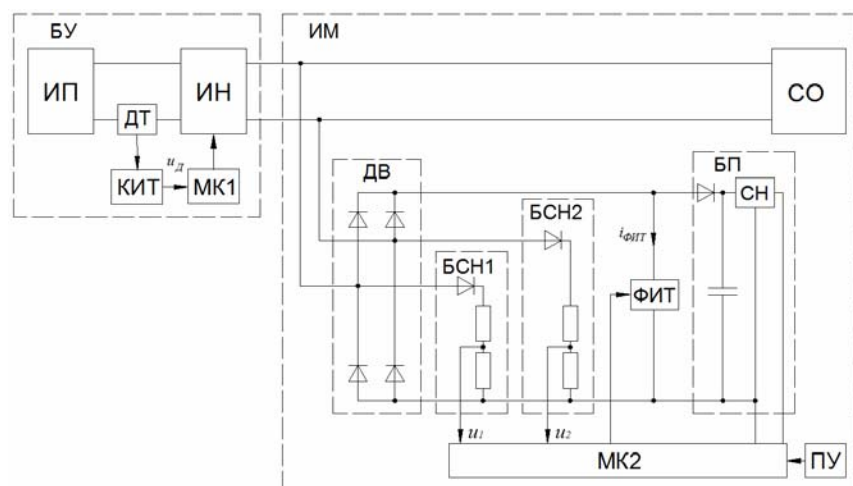 БУ
ИМ
ИП
ИН
СО
ДТ
u_Д
КИТ
МК1
ДВ
БП
БСН2
СН
БСН1
i_ФИТ
ФИТ
u_1
u_2
МК2
ПУ